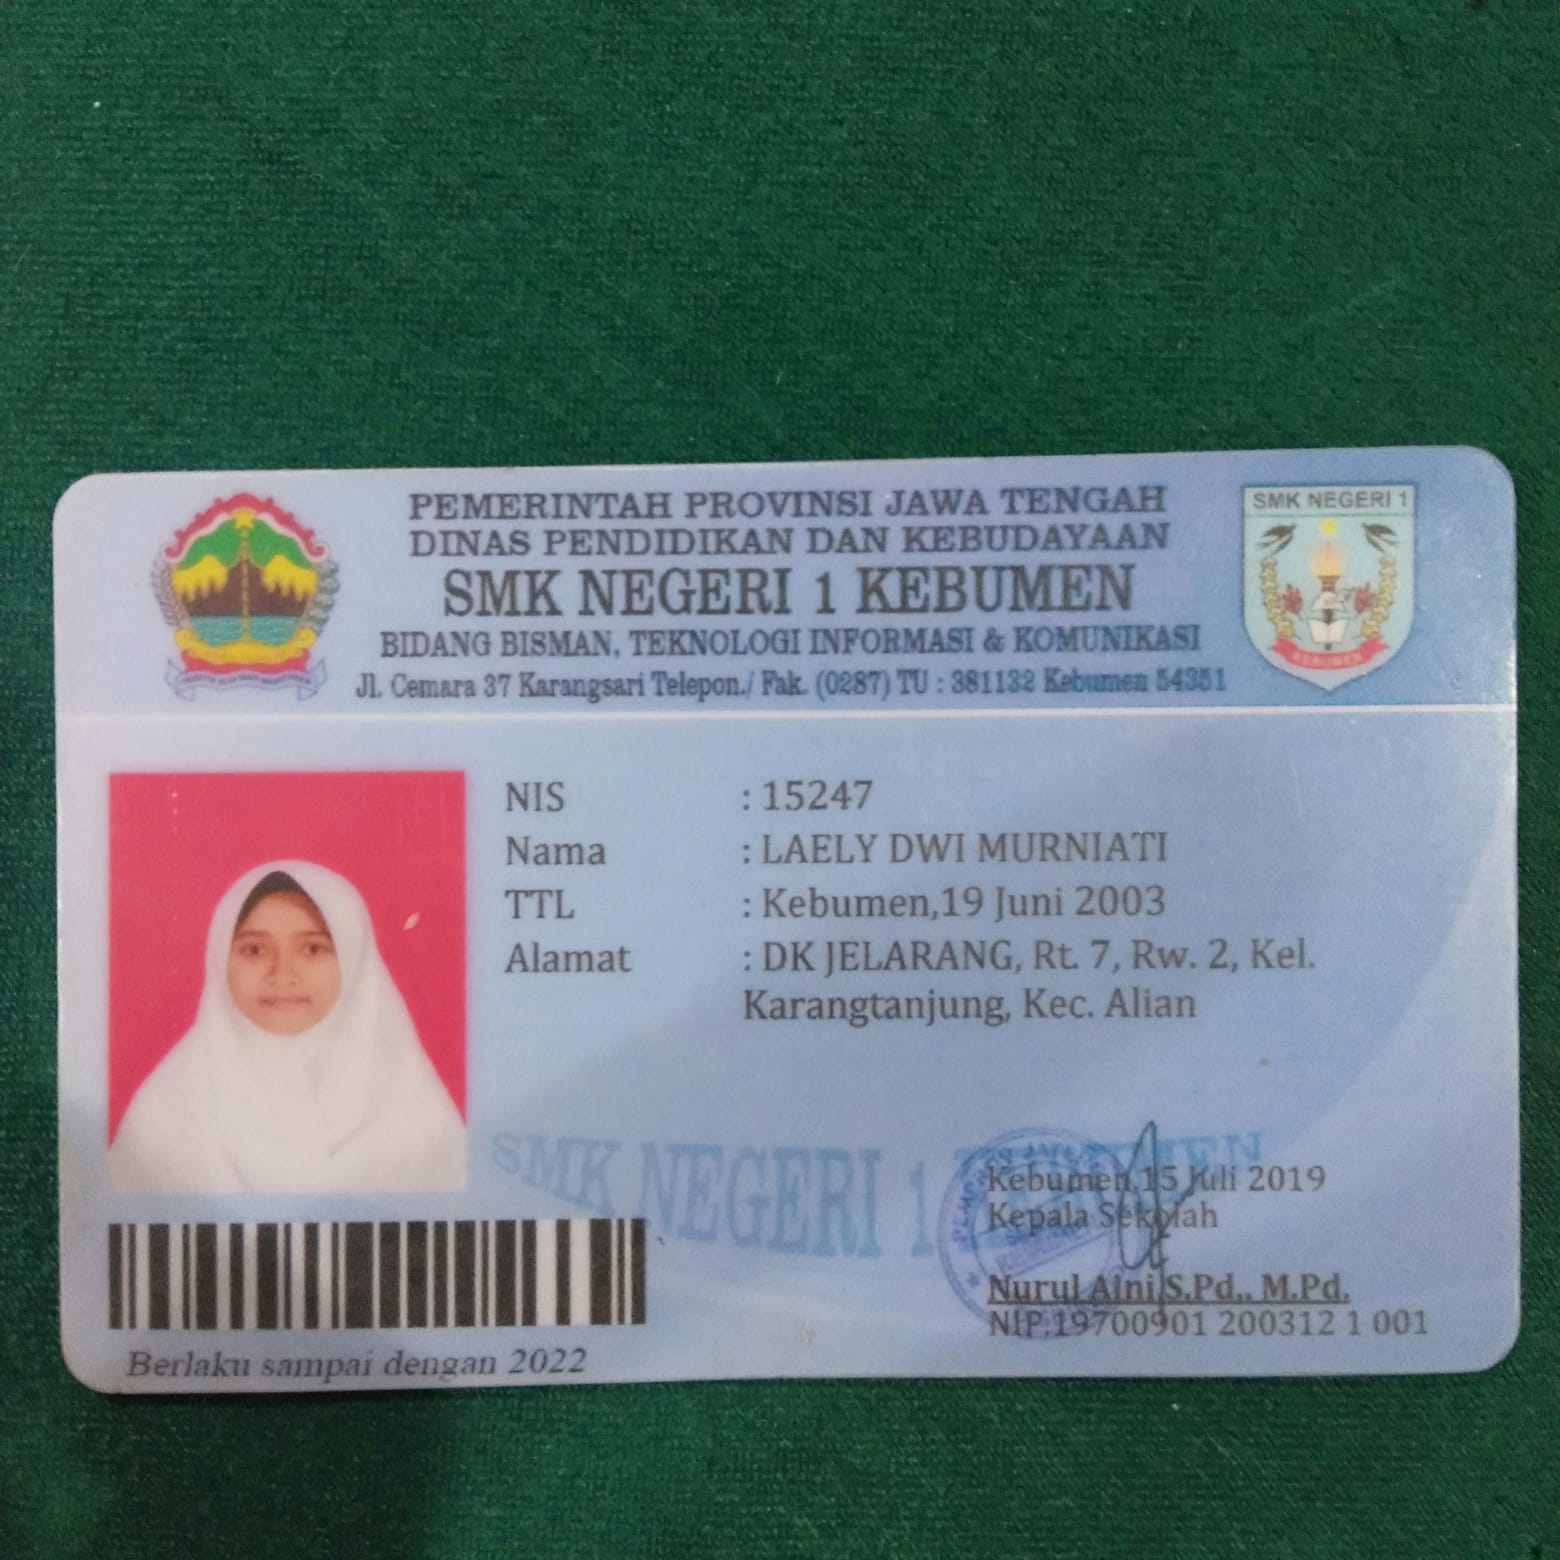 PEMERINTAH PROVINSI JAWA TENGAH
DINAS PENDIDIKAN DAN KEBUDAYAAN
SMK NEGERI 1 KEBUMEN
BIDANG BISMAN, TEKNOLOGI INFORMASI & KOMUNIKASI
Jl. Cemara 37 Karangsari Telepon./ Fak. (0287) TU : 381132 Kebumen 54351
SMK NEGERI 1
KEBUMEN
NIS : 15247
Nama : LAELY DWI MURNIATI
TTL : Kebumen,19 Juni 2003
Alamat : DK JELARANG, Rt. 7, Rw. 2, Kel.
Karangtanjung, Kec. Alian
SMK NEGERI 1 KEBUMEN
Kebumen,15 Juli 2019
Kepala Sekolah
Nurul Aini,S.Pd., M.Pd.
NIP.19700901 200312 1 001
Berlaku sampai dengan 2022